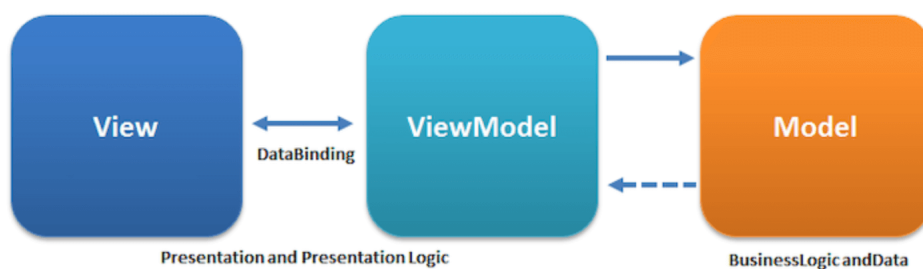 View
ViewModel
Model
DataBinding
Presentation and Presentation Logic
BusinessLogic andData